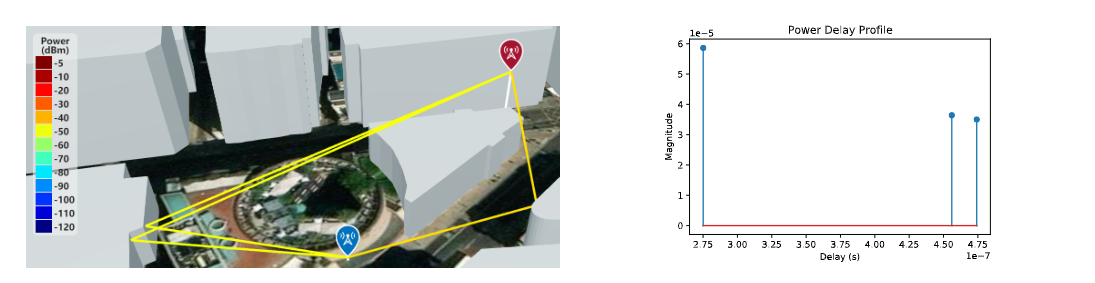 Power
(dBm)
-5
-10
-20
-30
-40
-50
-60
-70
-80
-90
-100
-110
-120
Power Delay Profile
1e−5
6
5
4
3
2
1
0
Magnitude
2.75 3.00 3.25 3.50 3.75 4.00 4.25 4.50 4.75
Delay (s)
1e−7